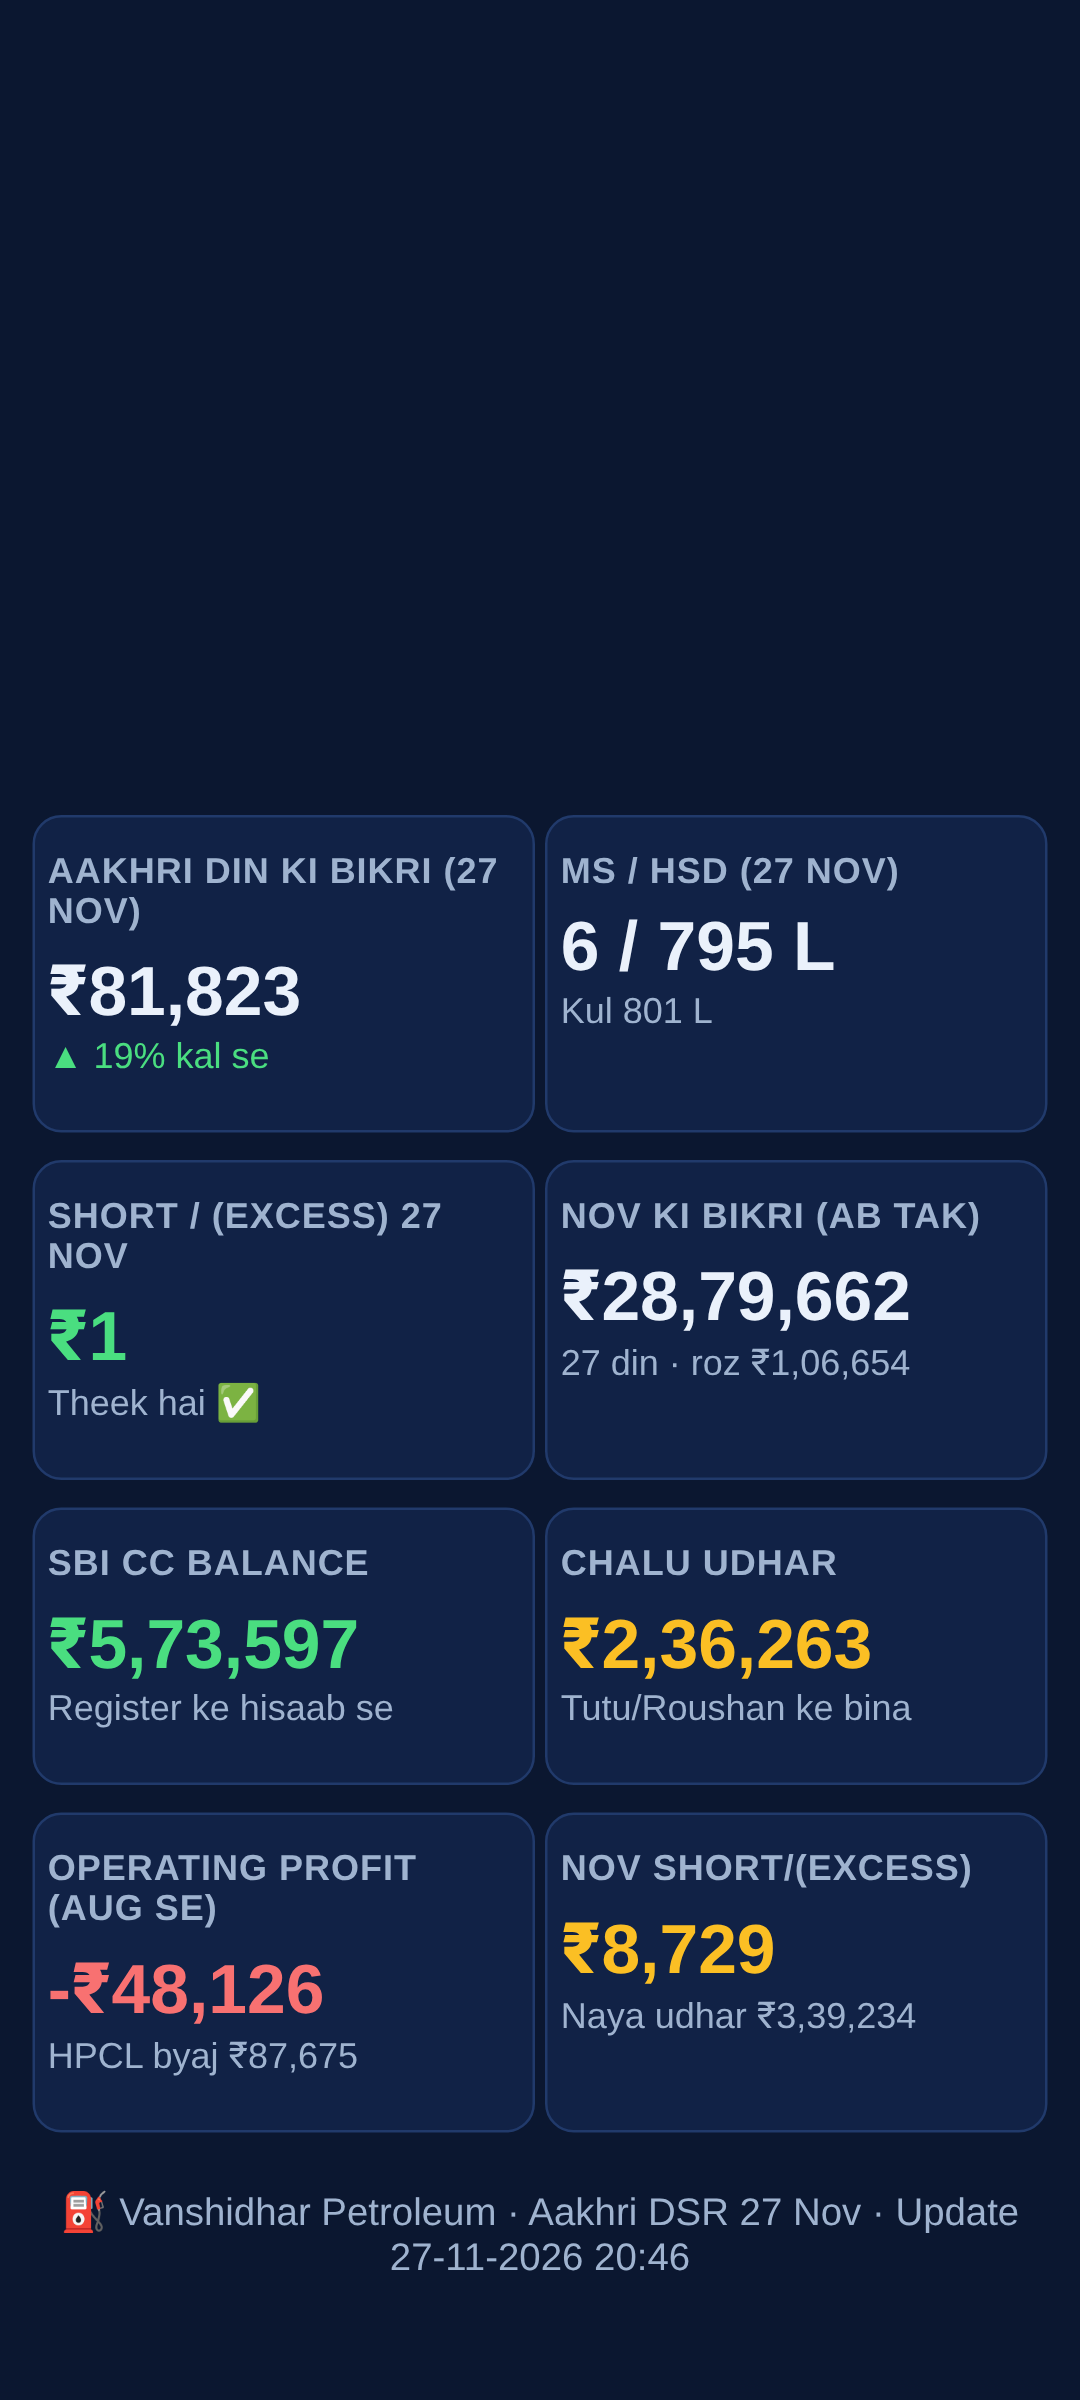 AAKHRI DIN KI BIKRI (27
NOV)
₹81,823
▲ 19% kal se
MS / HSD (27 NOV)
6 / 795 L
Kul 801 L
SHORT / (EXCESS) 27
NOV
₹1
Theek hai ✅
NOV KI BIKRI (AB TAK)
₹28,79,662
27 din · roz ₹1,06,654
SBI CC BALANCE
₹5,73,597
Register ke hisaab se
CHALU UDHAR
₹2,36,263
Tutu/Roushan ke bina
OPERATING PROFIT
(AUG SE)
-₹48,126
HPCL byaj ₹87,675
NOV SHORT/(EXCESS)
₹8,729
Naya udhar ₹3,39,234
⛽ Vanshidhar Petroleum · Aakhri DSR 27 Nov · Update
27-11-2026 20:46